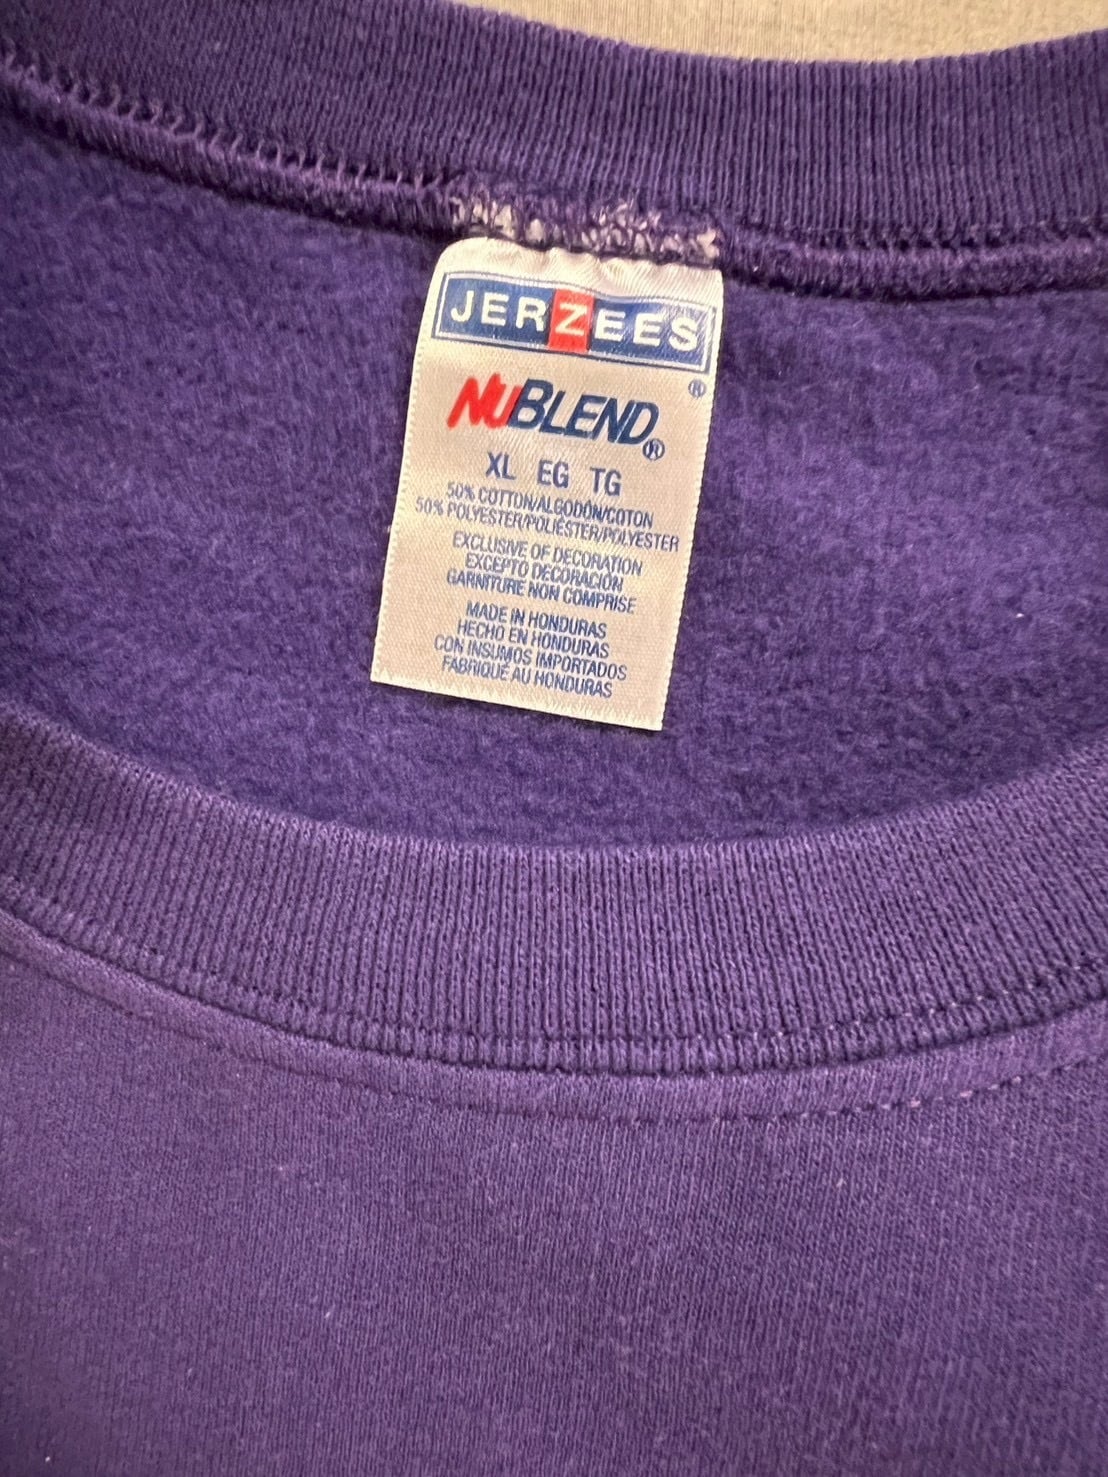 JERZEES
®
NUBLEND®
XL EG TG
50% COTTON/ALGODÓN/COTON
50% POLYESTER/POLIÉSTER/POLYESTER
EXCLUSIVE OF DECORATION
EXCEPTO DECORACIÓN
GARNITURE NON COMPRISE
MADE IN HONDURAS
HECHO EN HONDURAS
CON INSUMOS IMPORTADOS
FABRIQUÉ AU HONDURAS